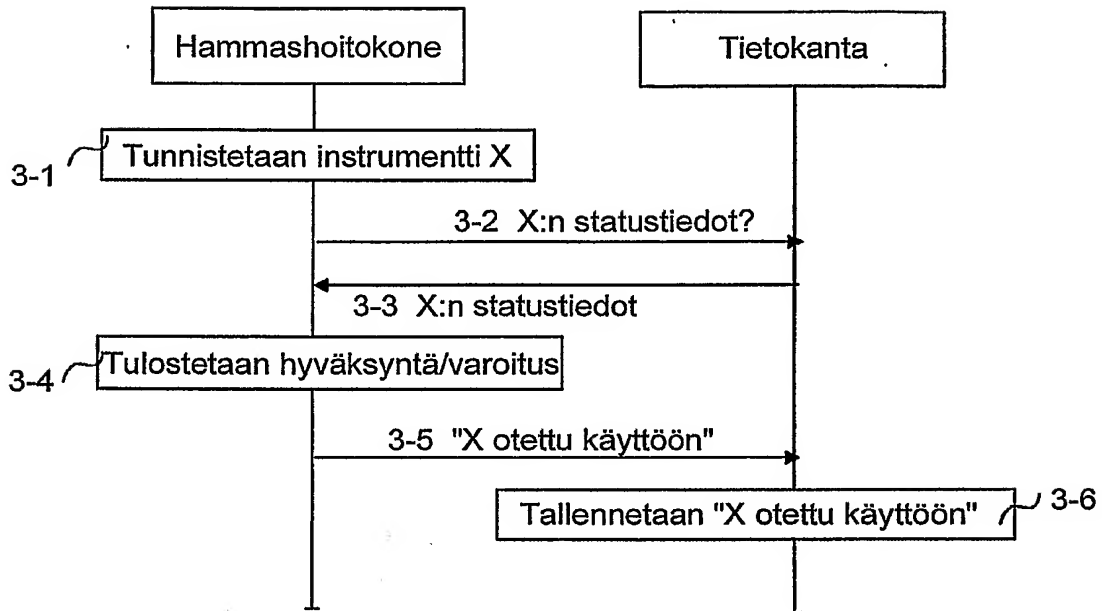 Hammashoitokone
Tietokanta
3-1
Tunnistetaan instrumentti X
3-2 X:n statustiedot?
3-3 X:n statustiedot
3-4
Tulostetaan hyväksyntä/varoitus
3-5 "X otettu käyttöön"
Tallennetaan "X otettu käyttöön"
3-6